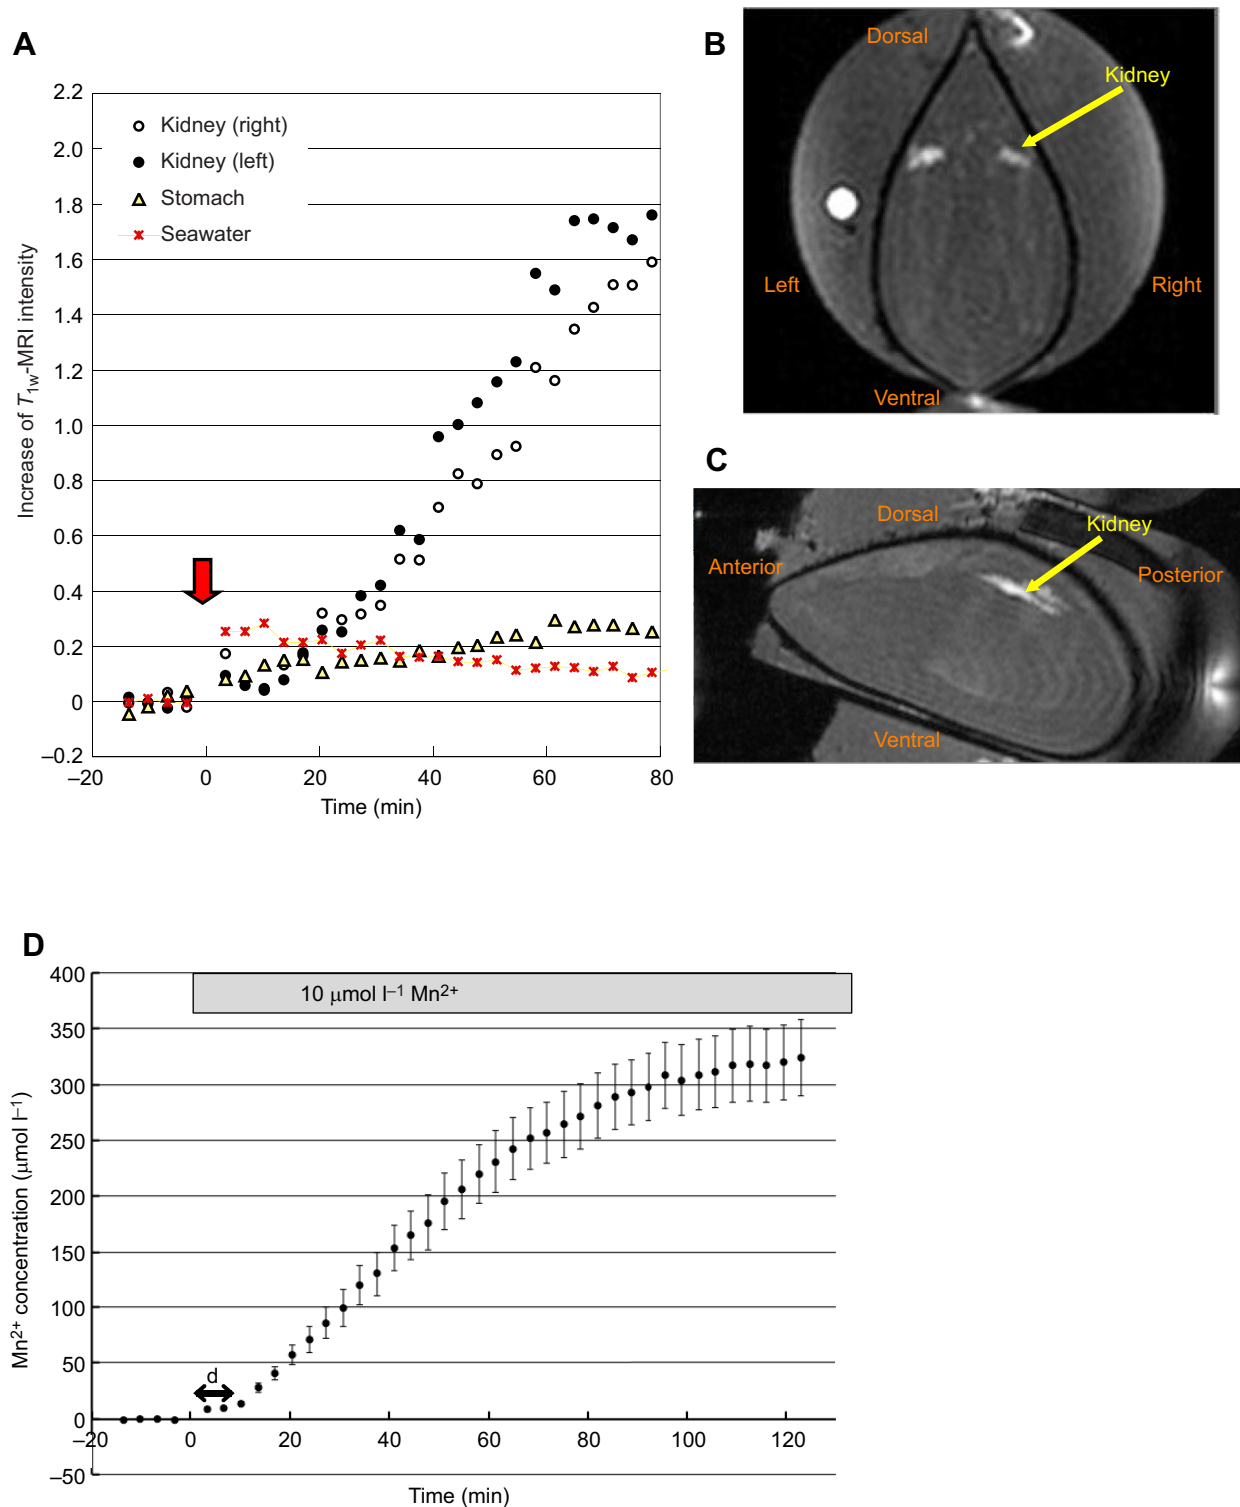 A
2.2
2.0
1.8
1.6
1.4
1.2
1.0
0.8
0.6
0.4
0.2
0
–0.2
Increase of T1w-MRI intensity
Kidney (right)
Kidney (left)
Stomach
Seawater
–20 0 20 40 60 80
Time (min)
B
Dorsal
Kidney
Left
Right
Ventral
C
Dorsal
Kidney
Anterior
Posterior
Ventral
D
400
350
300
250
200
150
100
50
0
–50
Mn2+ concentration (μmol l–1)
10 μmol l–1 Mn2+
d
–20 0 20 40 60 80 100 120
Time (min)